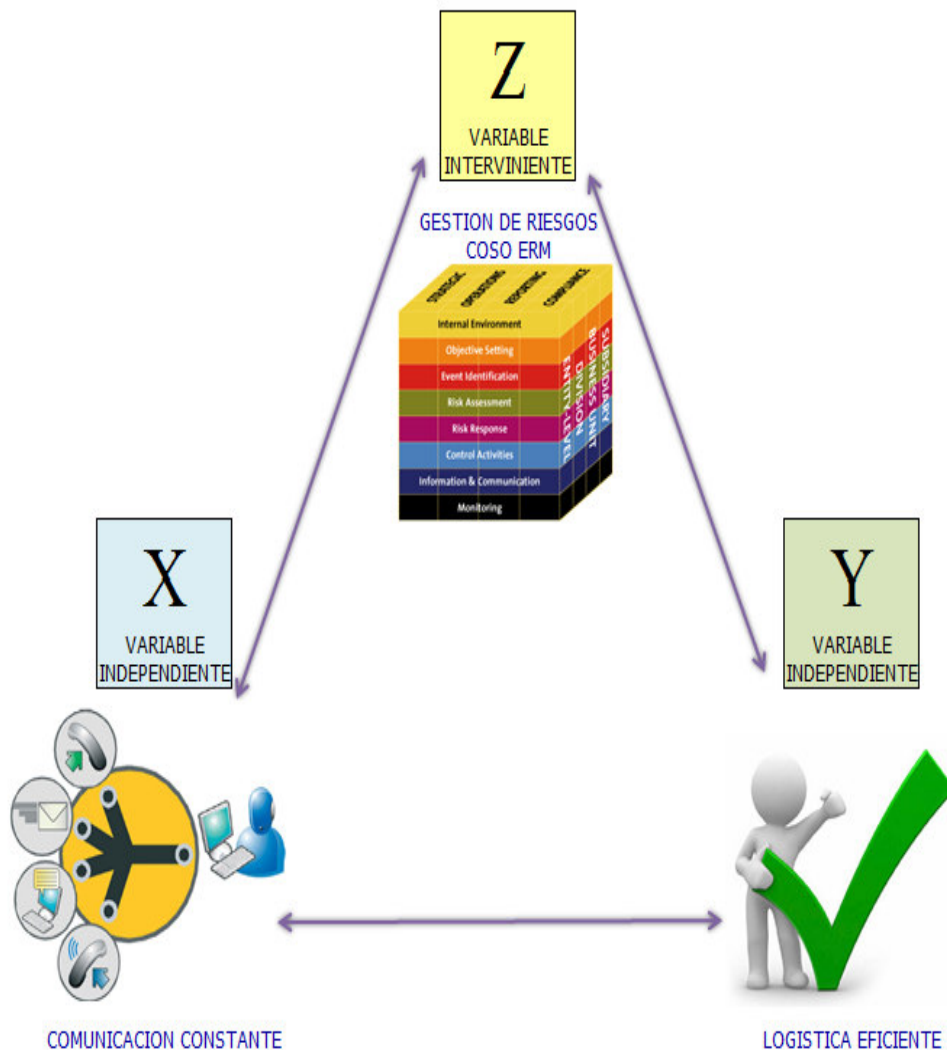 Z
VARIABLE
INTERVINIENTE
GESTION DE RIESGOS
COSO ERM
STRATEGIC
OPERATIONS
REPORTING
COMPLIANCE
Internal Environment
Objective Setting
Event Identification
Risk Assessment
Risk Response
Control Activities
Information & Communication
Monitoring
ENTITY-LEVEL
DIVISION
BUSINESS UNIT
SUBSIDIARY
X
VARIABLE
INDEPENDIENTE
Y
VARIABLE
INDEPENDIENTE
COMUNICACION CONSTANTE
LOGISTICA EFICIENTE